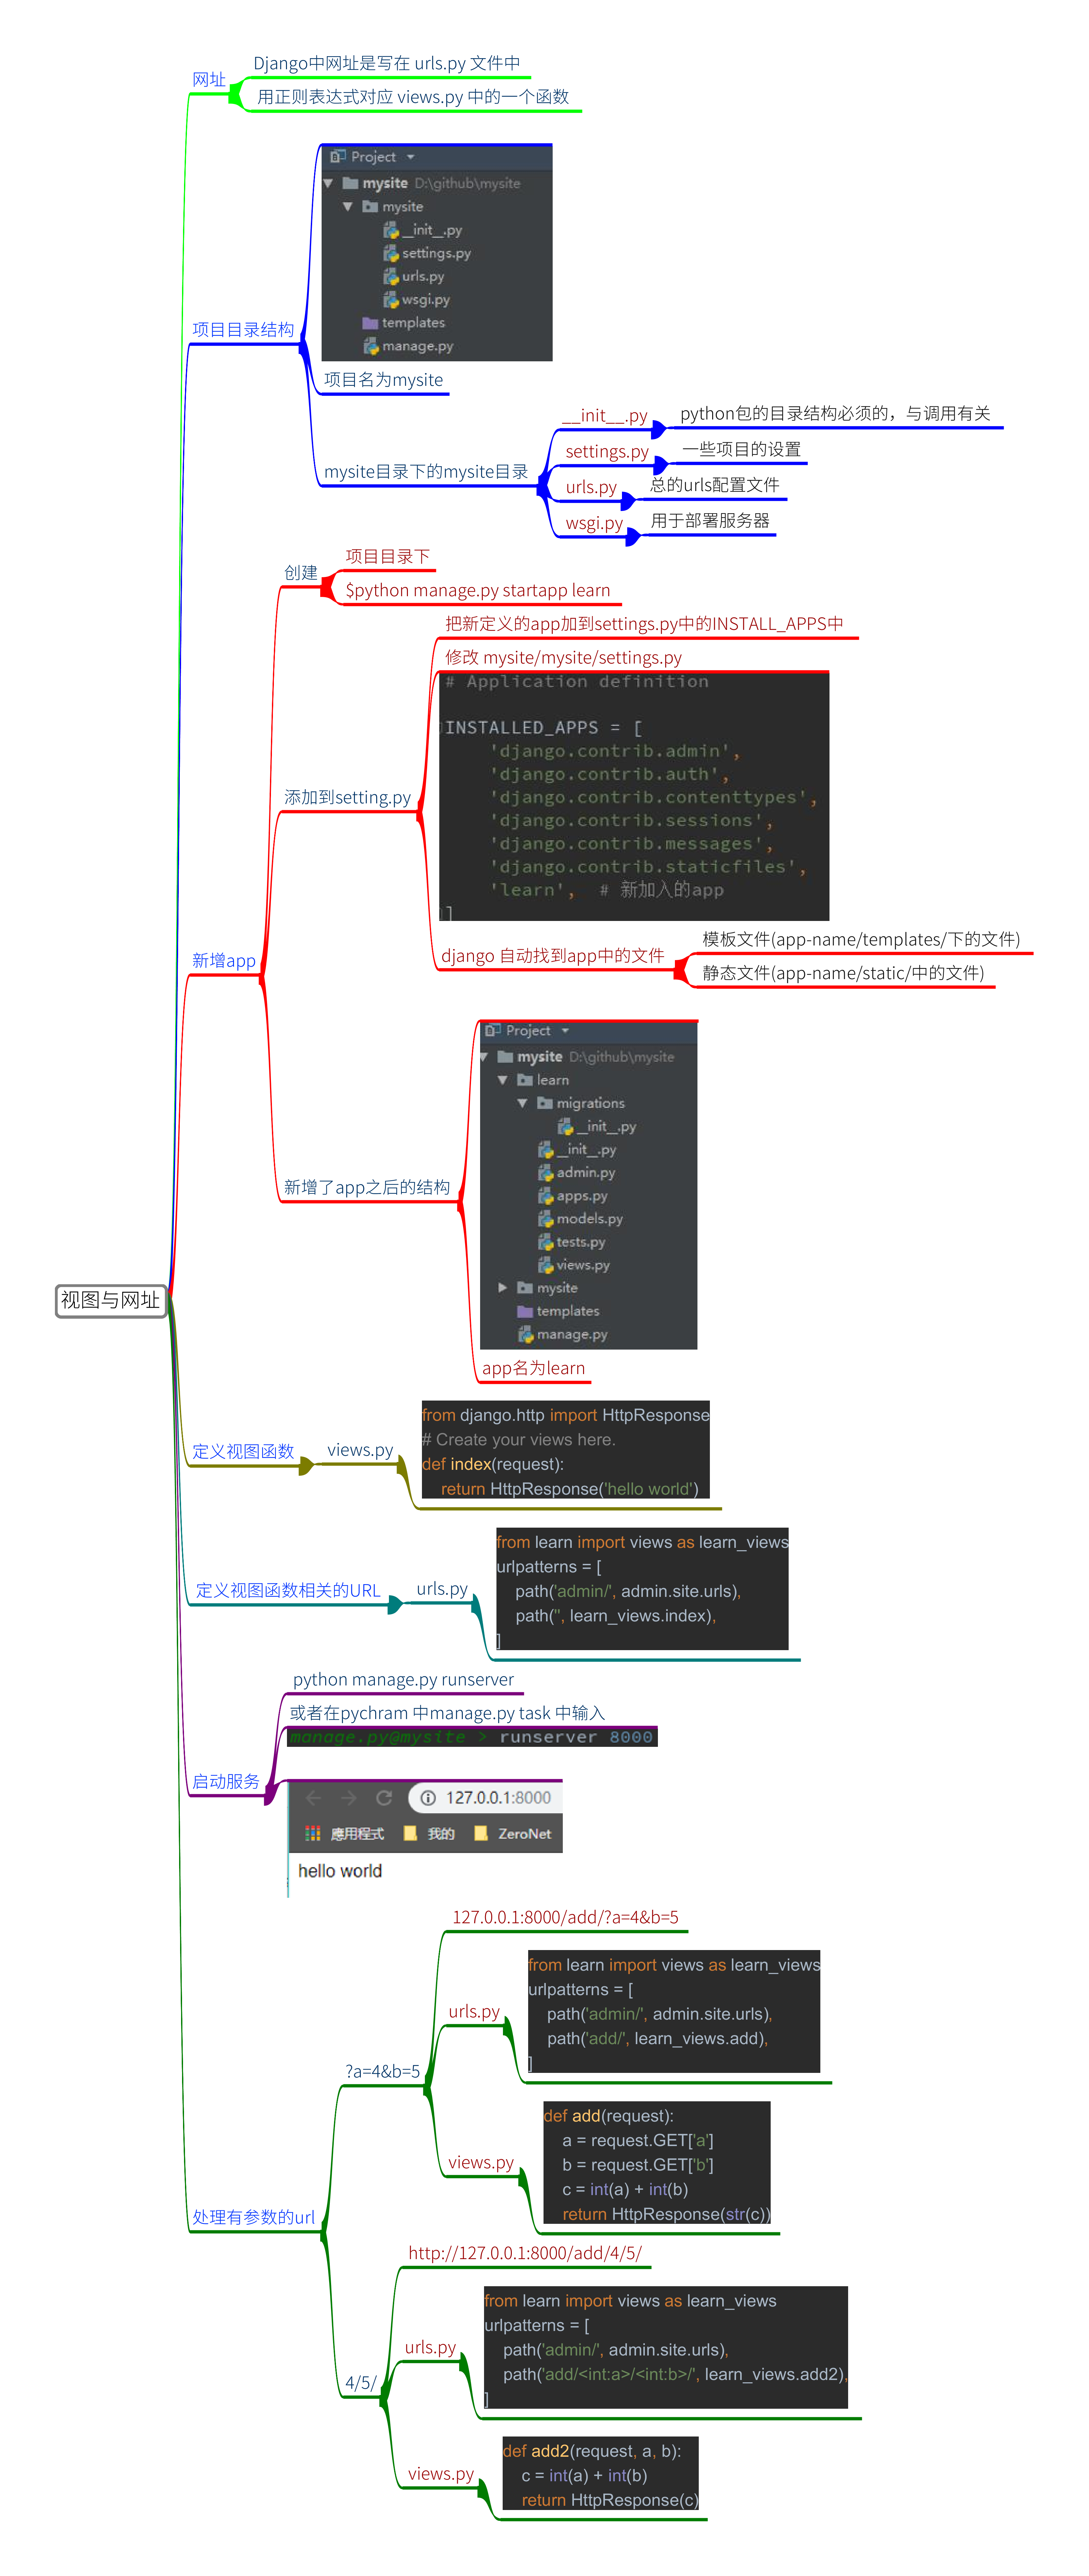 网址
Django中网址是写在 urls.py 文件中
用正则表达式对应 views.py 中的一个函数
项目目录结构
Project
mysite D:\github\mysite
mysite
__init__.py
settings.py
urls.py
wsgi.py
templates
manage.py
项目名为mysite
mysite目录下的mysite目录
__init__.py
python包的目录结构必须的，与调用有关
settings.py
一些项目的设置
urls.py
总的urls配置文件
wsgi.py
用于部署服务器
新增app
创建
项目目录下
$python manage.py startapp learn
添加到setting.py
把新定义的app加到settings.py中的INSTALL_APPS中
修改 mysite/mysite/settings.py
# Application definition
INSTALLED_APPS = [
'django.contrib.admin',
'django.contrib.auth',
'django.contrib.contenttypes',
'django.contrib.sessions',
'django.contrib.messages',
'django.contrib.staticfiles',
'learn',  # 新加入的app
]
django 自动找到app中的文件
模板文件(app-name/templates/下的文件)
静态文件(app-name/static/中的文件)
新增了app之后的结构
Project
mysite D:\github\mysite
learn
migrations
__init__.py
__init__.py
admin.py
apps.py
models.py
tests.py
views.py
mysite
templates
manage.py
app名为learn
视图与网址
定义视图函数
views.py
from django.http import HttpResponse
# Create your views here.
def index(request):
return HttpResponse('hello world')
定义视图函数相关的URL
urls.py
from learn import views as learn_views
urlpatterns = [
path('admin/', admin.site.urls),
path('', learn_views.index),
]
启动服务
python manage.py runserver
或者在pychram 中manage.py task 中输入
manage.py@mysite > runserver 8000
127.0.0.1:8000
應用程式 我的 ZeroNet
hello world
处理有参数的url
?a=4&b=5
127.0.0.1:8000/add/?a=4&b=5
urls.py
from learn import views as learn_views
urlpatterns = [
path('admin/', admin.site.urls),
path('add/', learn_views.add),
]
views.py
def add(request):
a = request.GET['a']
b = request.GET['b']
c = int(a) + int(b)
return HttpResponse(str(c))
4/5/
http://127.0.0.1:8000/add/4/5/
urls.py
from learn import views as learn_views
urlpatterns = [
path('admin/', admin.site.urls),
path('add/<int:a>/<int:b>/', learn_views.add2),
]
views.py
def add2(request, a, b):
c = int(a) + int(b)
return HttpResponse(c)